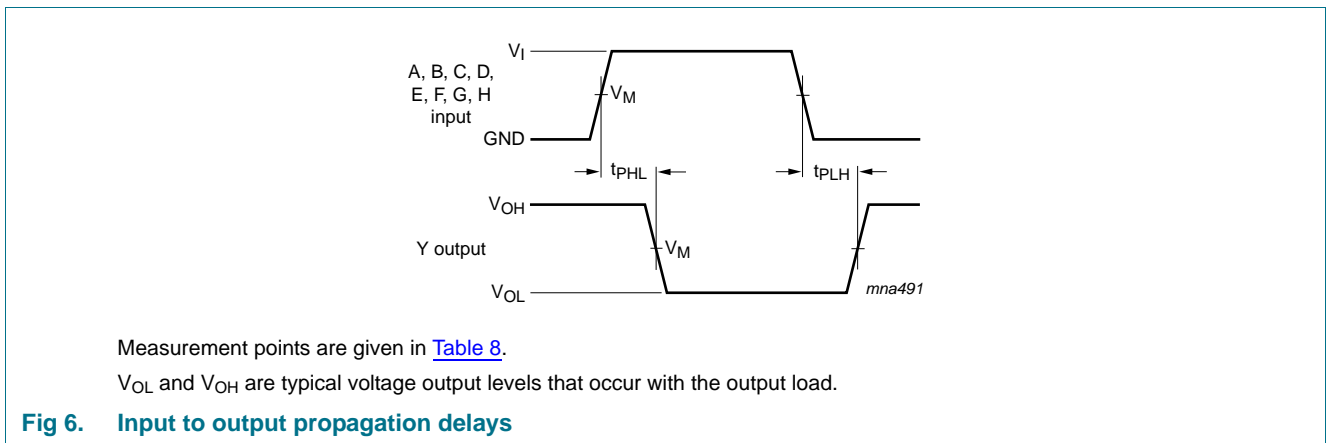 V_I
A, B, C, D,
E, F, G, H
input
V_M
GND
t_PHL
t_PLH
V_OH
Y output
V_M
V_OL
mna491
Measurement points are given in Table 8.
V_OL and V_OH are typical voltage output levels that occur with the output load.
Fig 6. Input to output propagation delays